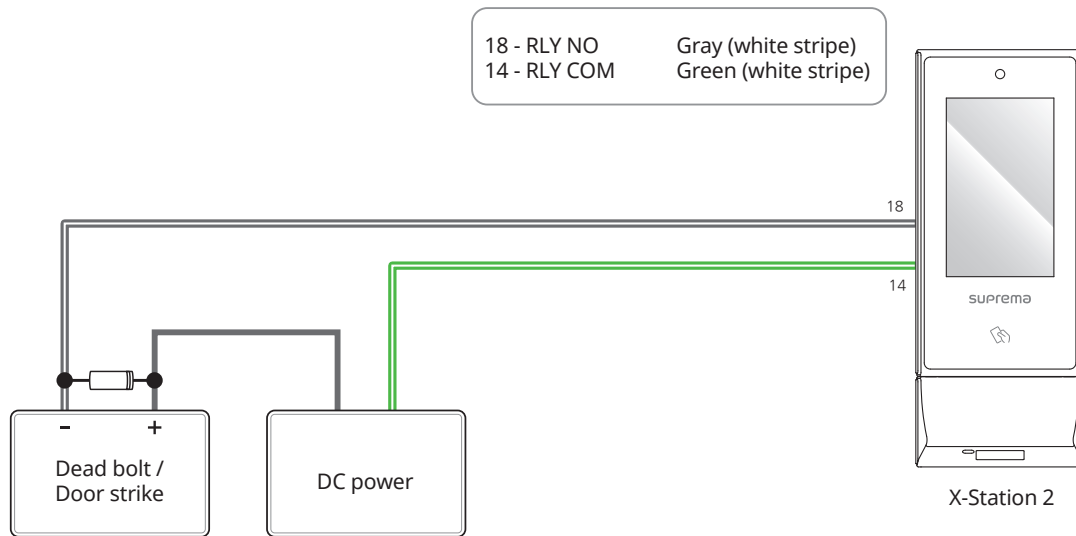 18 - RLY NO Gray (white stripe)
14 - RLY COM Green (white stripe)
18
14
suprema
- +
Dead bolt /
Door strike
DC power
X-Station 2